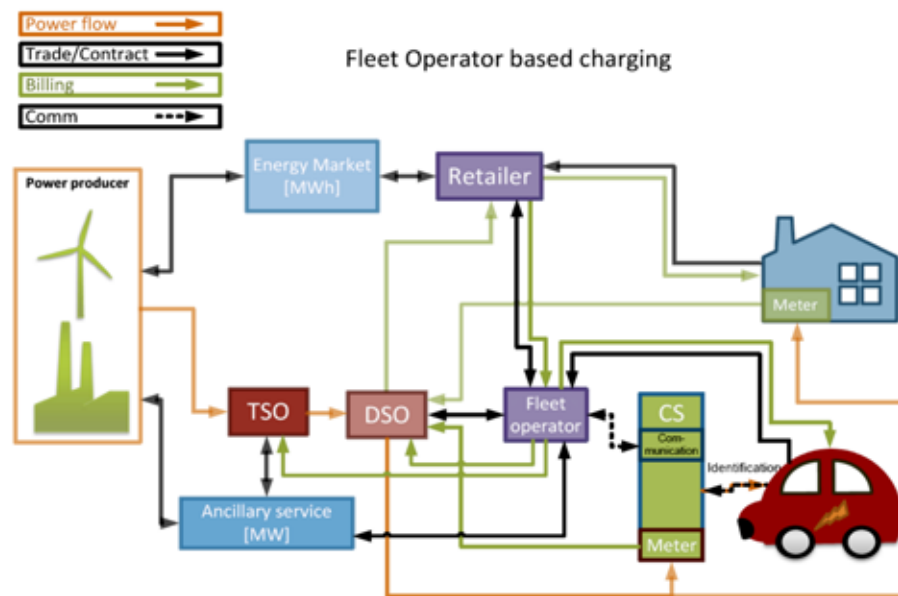 Power flow
Trade/Contract
Billing
Comm
Fleet Operator based charging
Power producer
Energy Market
[MWh]
Retailer
Meter
TSO
DSO
Fleet
operator
CS
Com-
munication
Identification
Ancillary service
[MW]
Meter